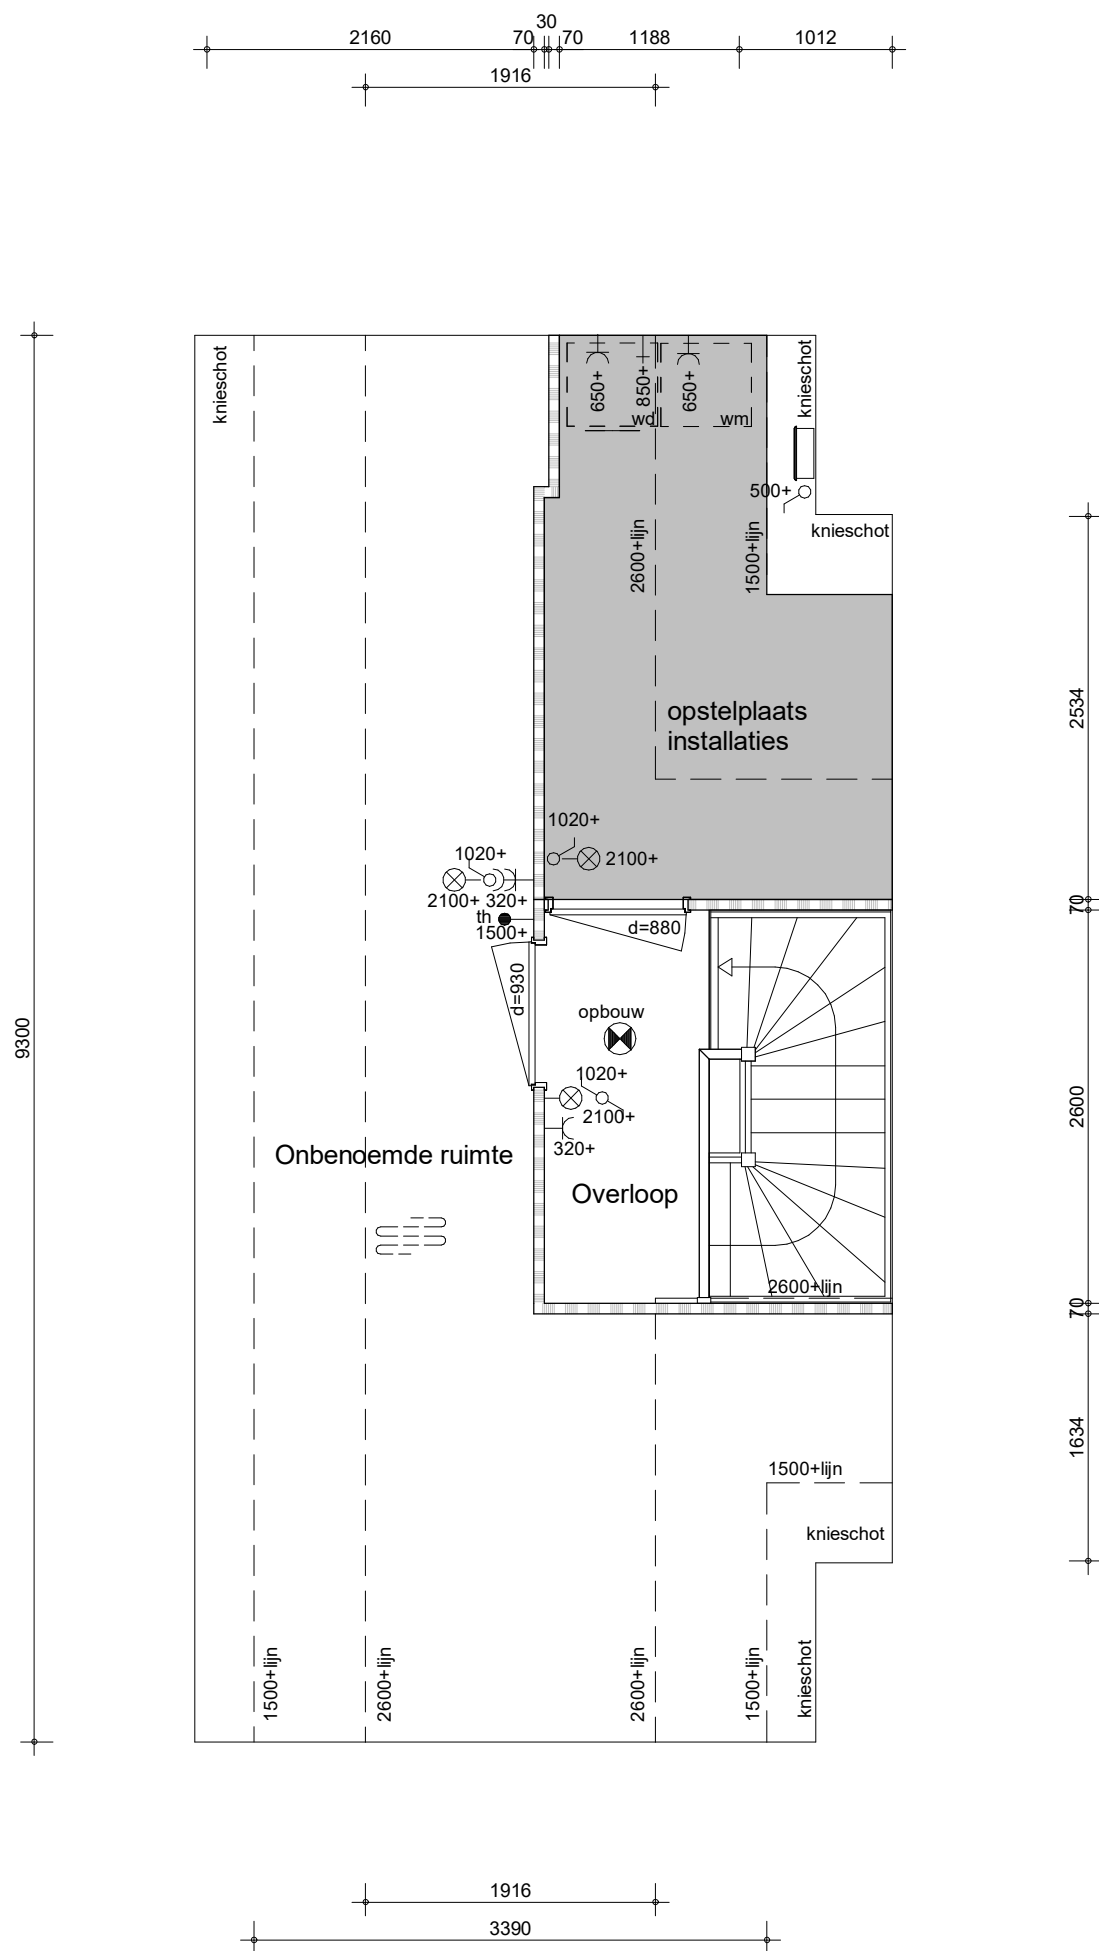 30
2160
70
70
1188
1012
1916
knieschot
knieschot
650+
850+
650+
wd
wm
500+
knieschot
2600+lijn
1500+lijn
2534
opstelplaats
installaties
1020+
2100+
1020+
2100+ 320+
th
1500+
70
d=880
d=930
opbouw
9300
1020+
2100+
320+
2600
Onbenoemde ruimte
Overloop
2600+lijn
70
1634
1500+lijn
knieschot
1500+lijn
2600+lijn
2600+lijn
1500+lijn
knieschot
1916
3390